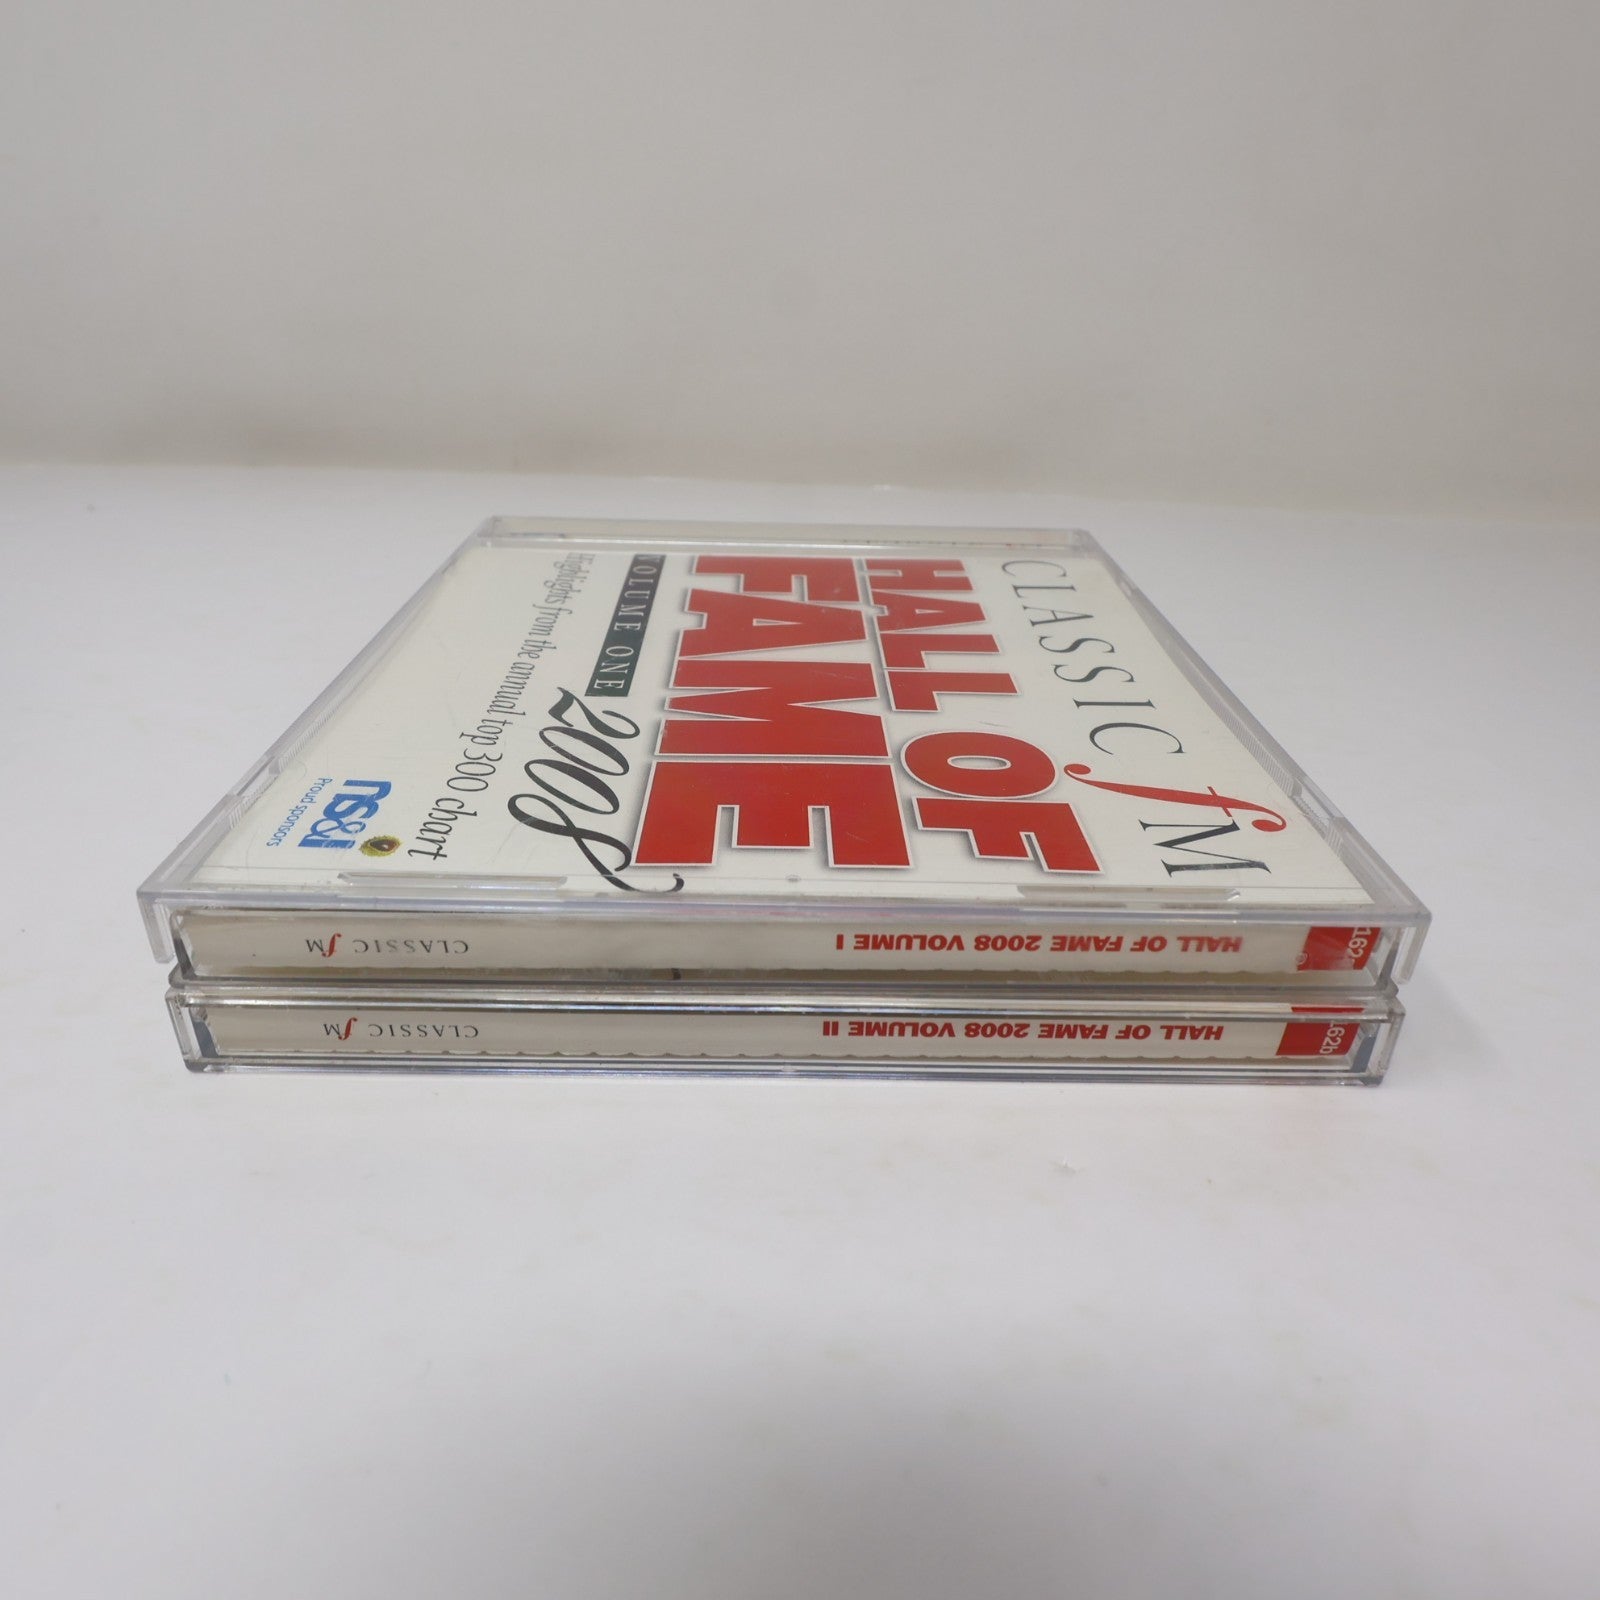 CLASSIC fM
HALL OF
FAME
VOLUME ONE 2008
Highlights from the annual top 300 chart
ns&i
Proud sponsors
HALL OF FAME 2008 VOLUME I
CLASSIC fM
162b
HALL OF FAME 2008 VOLUME II
CLASSIC fM